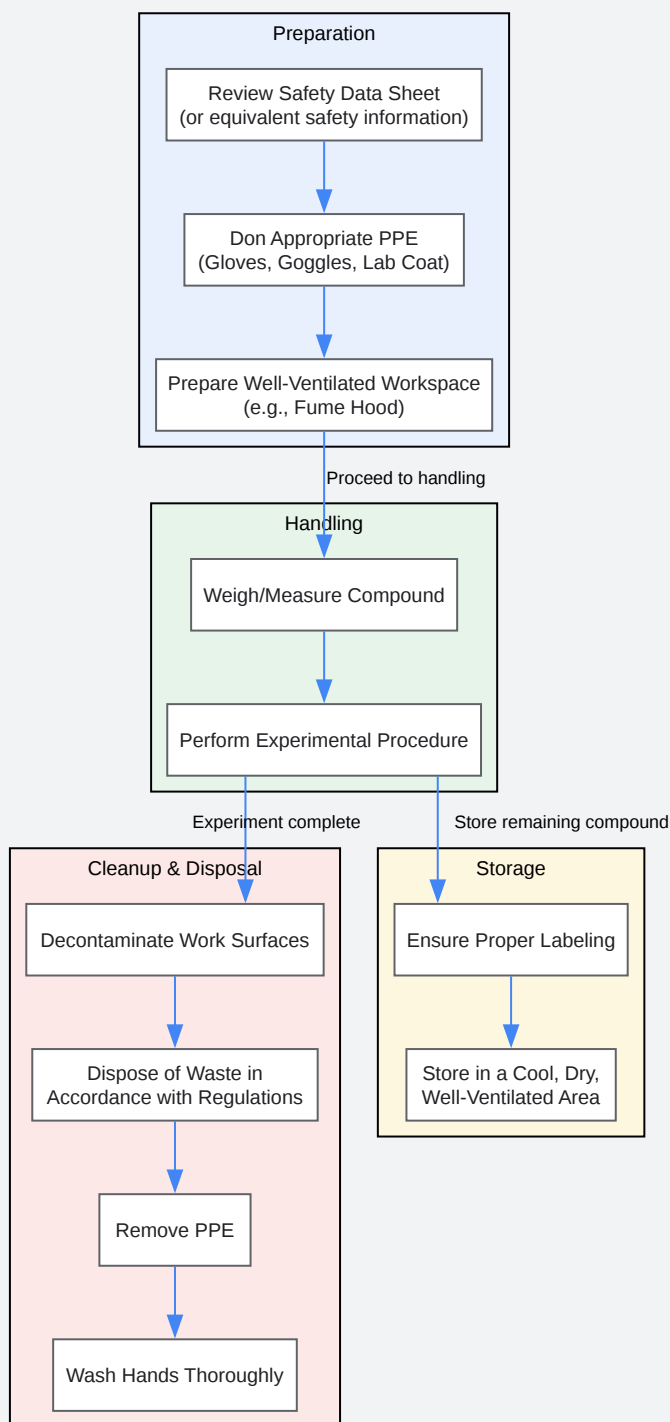 Preparation
Review Safety Data Sheet
(or equivalent safety information)
Don Appropriate PPE
(Gloves, Goggles, Lab Coat)
Prepare Well-Ventilated Workspace
(e.g., Fume Hood)
Proceed to handling
Handling
Weigh/Measure Compound
Perform Experimental Procedure
Experiment complete
Store remaining compound
Cleanup & Disposal
Decontaminate Work Surfaces
Dispose of Waste in
Accordance with Regulations
Remove PPE
Wash Hands Thoroughly
Storage
Ensure Proper Labeling
Store in a Cool, Dry,
Well-Ventilated Area